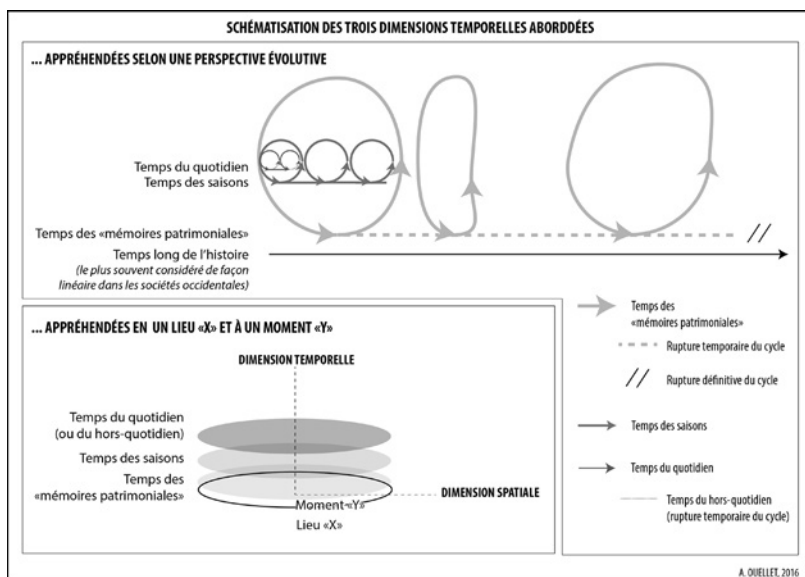 SCHÉMATISATION DES TROIS DIMENSIONS TEMPORELLES ABORDDÉES
... APPRÉHENDÉES SELON UNE PERSPECTIVE ÉVOLUTIVE
Temps du quotidien
Temps des saisons
Temps des «mémoires patrimoniales»
Temps long de l'histoire
(le plus souvent considéré de façon
linéaire dans les sociétés occidentales)
... APPRÉHENDÉES EN UN LIEU «X» ET À UN MOMENT «Y»
DIMENSION TEMPORELLE
Temps du quotidien
(ou du hors-quotidien)
Temps des saisons
Temps des
«mémoires patrimoniales»
DIMENSION SPATIALE
Moment «Y»
Lieu «X»
Temps des
«mémoires patrimoniales»
Rupture temporaire du cycle
Rupture définitive du cycle
Temps des saisons
Temps du quotidien
Temps du hors-quotidien
(rupture temporaire du cycle)
A. OUELLET, 2016